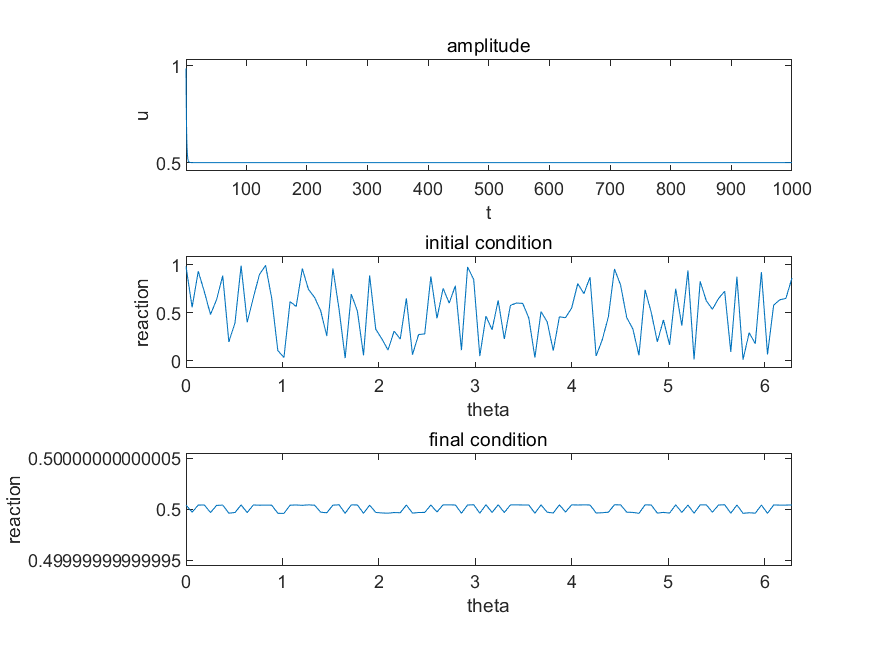 amplitude
1
0.5
u
100 200 300 400 500 600 700 800 900 1000
t
initial condition
1
0.5
0
reaction
0 1 2 3 4 5 6
theta
final condition
0.50000000000005
0.5
0.49999999999995
reaction
0 1 2 3 4 5 6
theta